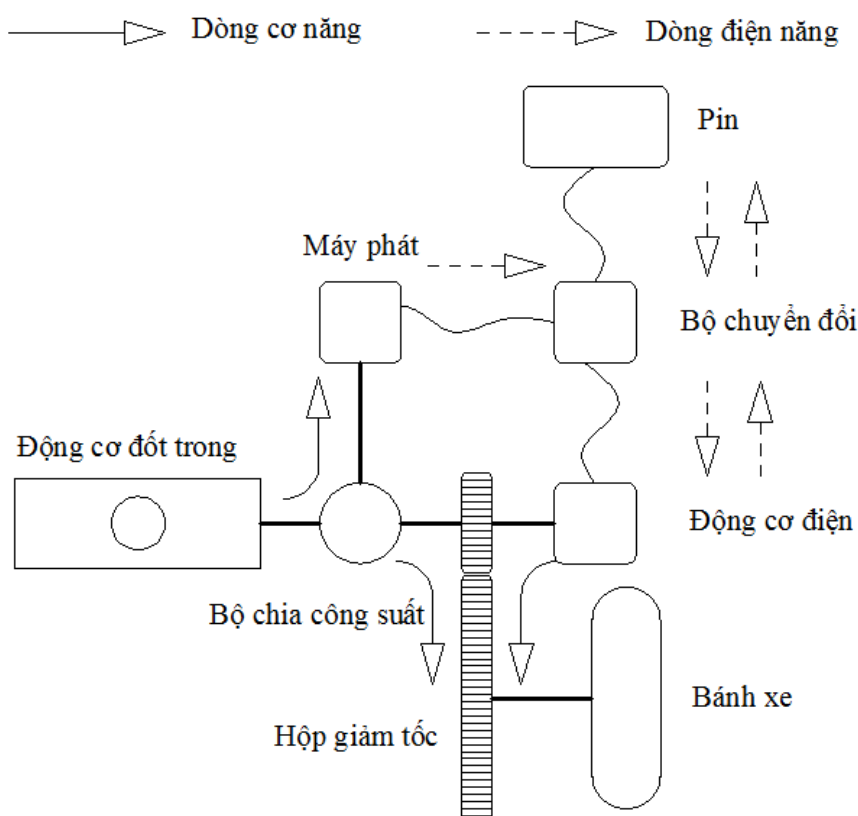 Dòng cơ năng
Dòng điện năng
Pin
Máy phát
Bộ chuyển đổi
Động cơ đốt trong
Động cơ điện
Bộ chia công suất
Bánh xe
Hộp giảm tốc